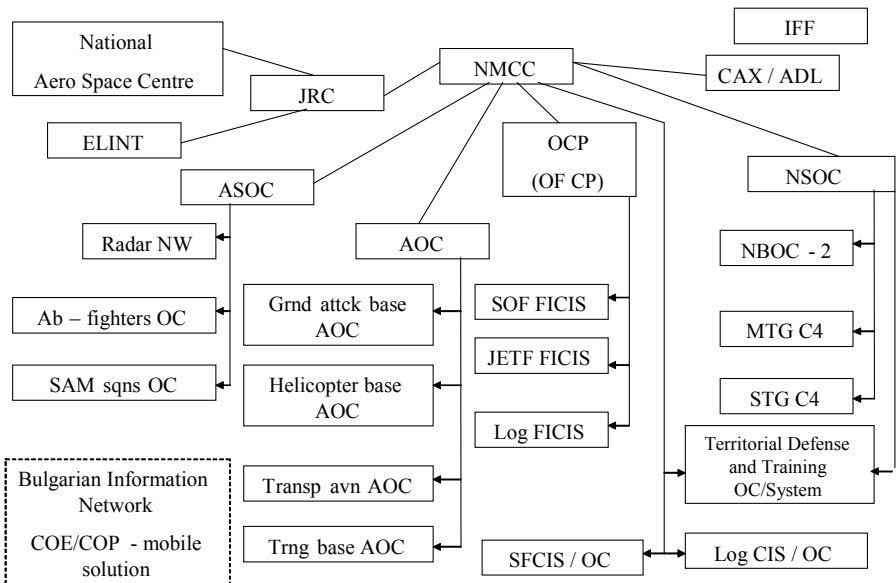 National
Aero Space Centre
NMCC
IFF
CAX / ADL
JRC
ELINT
OCP
(OF CP)
ASOC
NSOC
Radar NW
AOC
NBOC - 2
Ab – fighters OC
Grnd attck base
AOC
SOF FICIS
MTG C4
JETF FICIS
SAM sqns OC
Helicopter base
AOC
STG C4
Log FICIS
Territorial Defense
and Training
OC/System
Bulgarian Information
Network
COE/COP - mobile
solution
Transp avn AOC
Trng base AOC
SFCIS / OC
Log CIS / OC